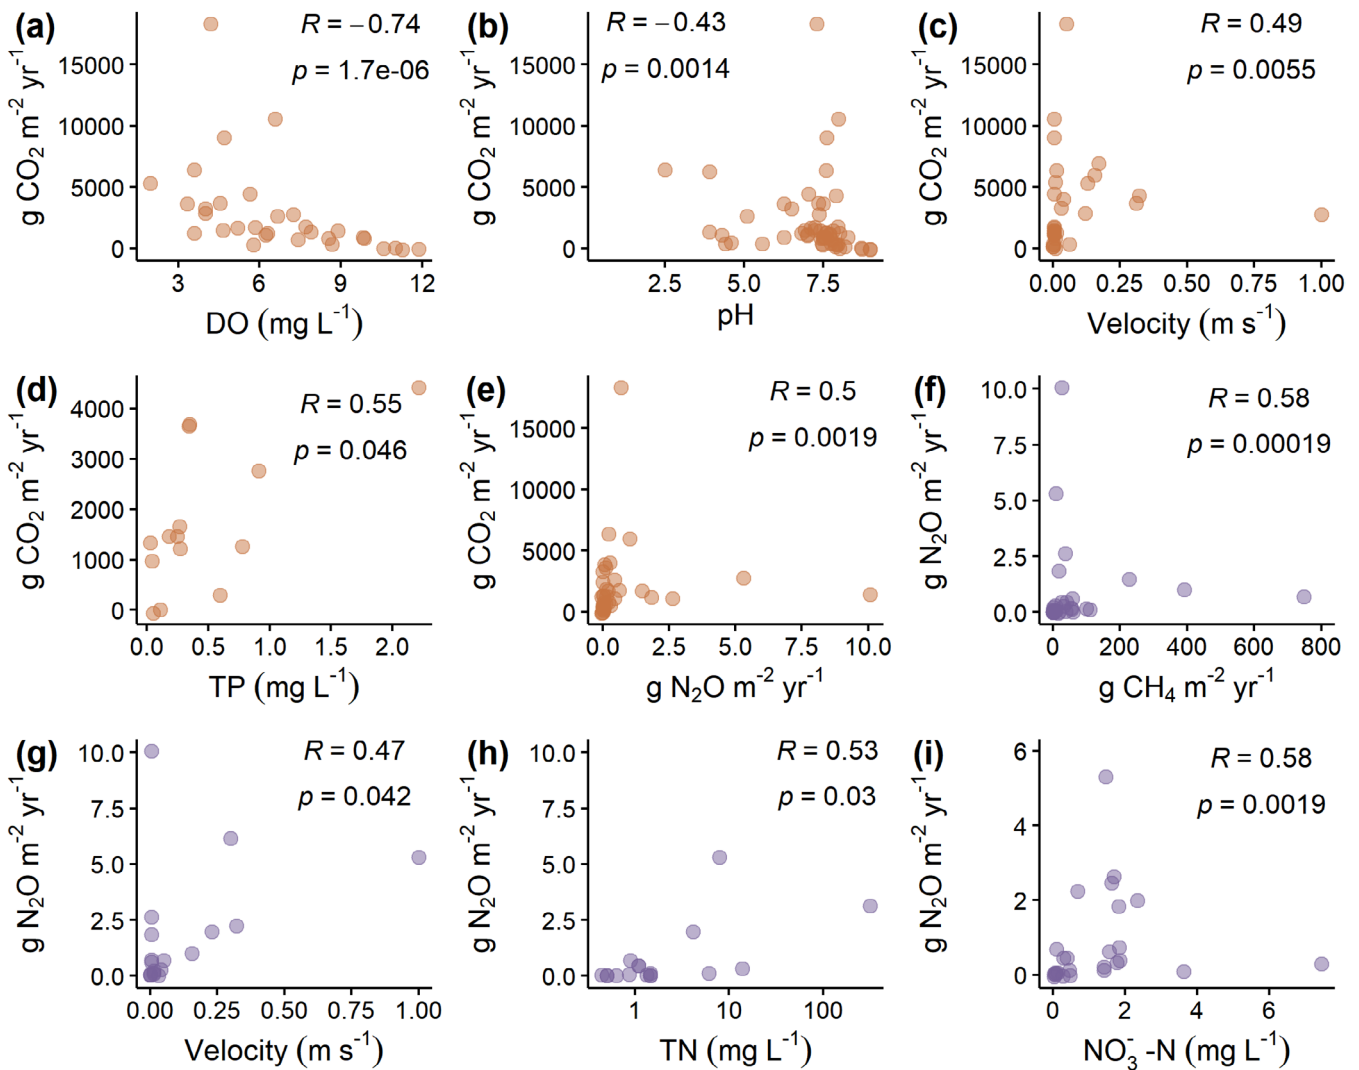 (a)
R = −0.74
p = 1.7e-06
g CO₂ m⁻² yr⁻¹
15000
10000
5000
0
3 6 9 12
DO (mg L⁻¹)
(b)
R = −0.43
p = 0.0014
g CO₂ m⁻² yr⁻¹
15000
10000
5000
0
2.5 5.0 7.5
pH
(c)
R = 0.49
p = 0.0055
g CO₂ m⁻² yr⁻¹
15000
10000
5000
0
0.00 0.25 0.50 0.75 1.00
Velocity (m s⁻¹)
(d)
R = 0.55
p = 0.046
g CO₂ m⁻² yr⁻¹
4000
3000
2000
1000
0
0.0 0.5 1.0 2.0
TP (mg L⁻¹)
(e)
R = 0.5
p = 0.0019
g CO₂ m⁻² yr⁻¹
15000
10000
5000
0
0.0 2.5 5.0 7.5 10.0
g N₂O m⁻² yr⁻¹
(f)
R = 0.58
p = 0.00019
g N₂O m⁻² yr⁻¹
10.0
7.5
5.0
2.5
0.0
0 200 400 600 800
g CH₄ m⁻² yr⁻¹
(g)
R = 0.47
p = 0.042
g N₂O m⁻² yr⁻¹
10.0
7.5
5.0
2.5
0.0
0.00 0.25 0.50 0.75 1.00
Velocity (m s⁻¹)
(h)
R = 0.53
p = 0.03
g N₂O m⁻² yr⁻¹
10.0
7.5
5.0
2.5
0.0
1 10 100
TN (mg L⁻¹)
(i)
R = 0.58
p = 0.0019
g N₂O m⁻² yr⁻¹
6
4
2
0
0 2 4 6
NO₃⁻-N (mg L⁻¹)